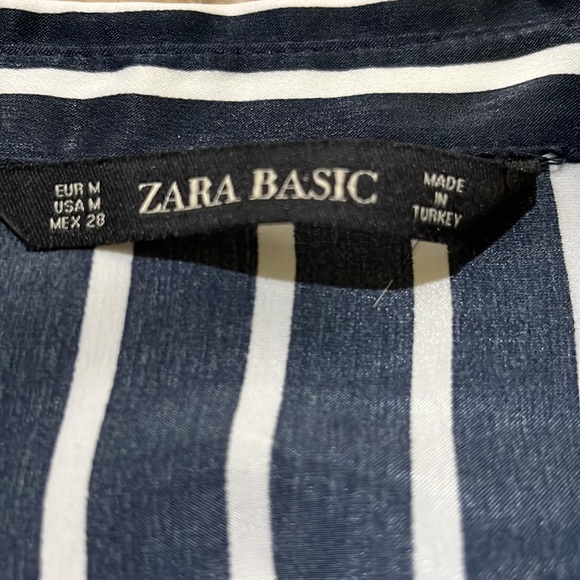 EUR M
USA M
MEX 28
ZARA BASIC
MADE
IN
TURKEY